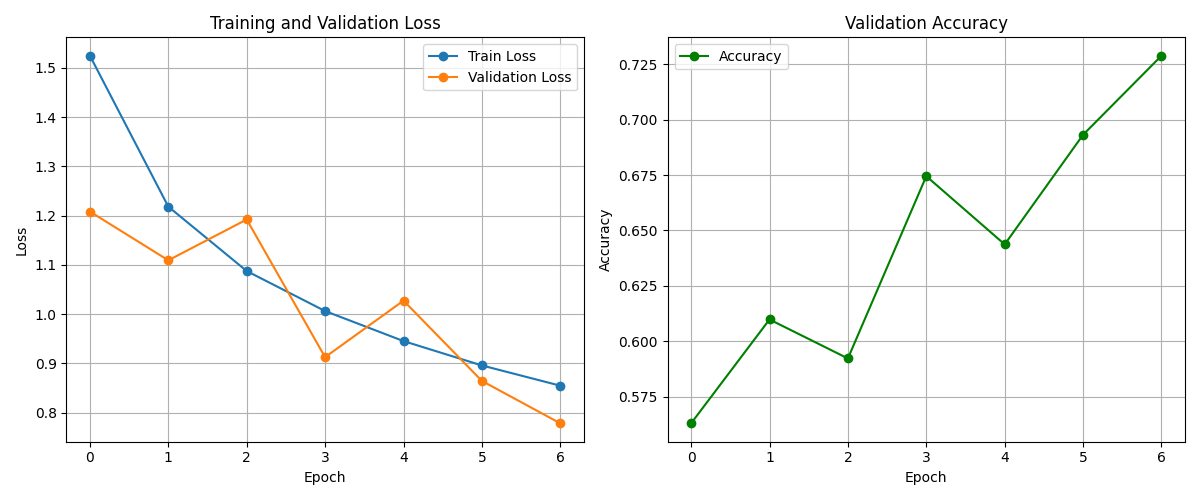 Training and Validation Loss
Train Loss
Validation Loss
Loss
1.5
1.4
1.3
1.2
1.1
1.0
0.9
0.8
0 1 2 3 4 5 6
Epoch
Validation Accuracy
Accuracy
Accuracy
0.725
0.700
0.675
0.650
0.625
0.600
0.575
0 1 2 3 4 5 6
Epoch